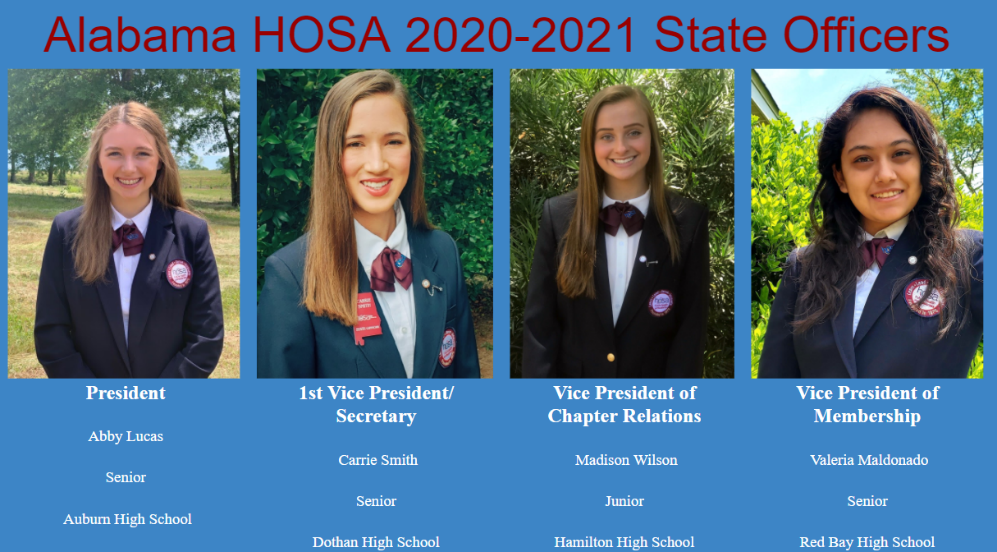 Alabama HOSA 2020-2021 State Officers
President
Abby Lucas
Senior
Auburn High School
1st Vice President/
Secretary
Carrie Smith
Senior
Dothan High School
Vice President of
Chapter Relations
Madison Wilson
Junior
Hamilton High School
Vice President of
Membership
Valeria Maldonado
Senior
Red Bay High School